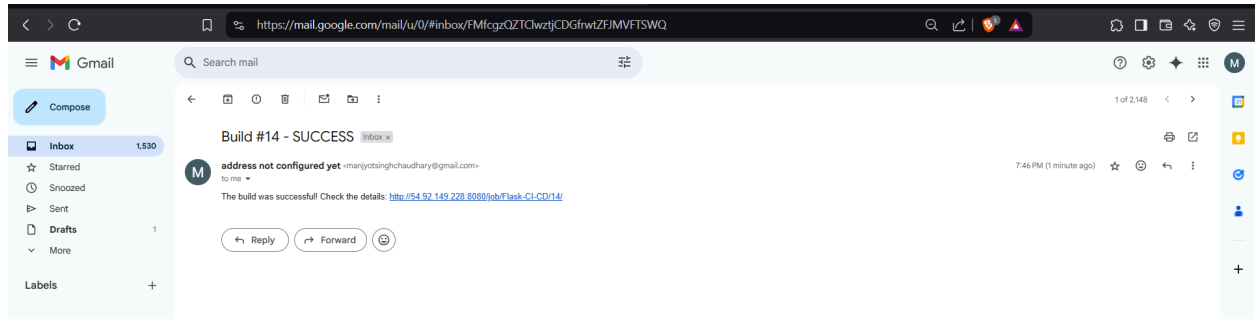 https://mail.google.com/mail/u/0/#inbox/FMfcgzQZTClwztjCDGfrwtZFJMVFTSWQ
Gmail
Search mail
M
Compose
1 of 2,148
Inbox 1,530
Starred
Snoozed
Sent
Drafts 1
More
Labels
Build #14 - SUCCESS Inbox x
M
address not configured yet <manjyotsinghchaudhary@gmail.com>
7:46 PM (1 minute ago)
to me
The build was successful! Check the details: http://54.92.149.228:8080/job/Flask-CI-CD/14/
Reply
Forward